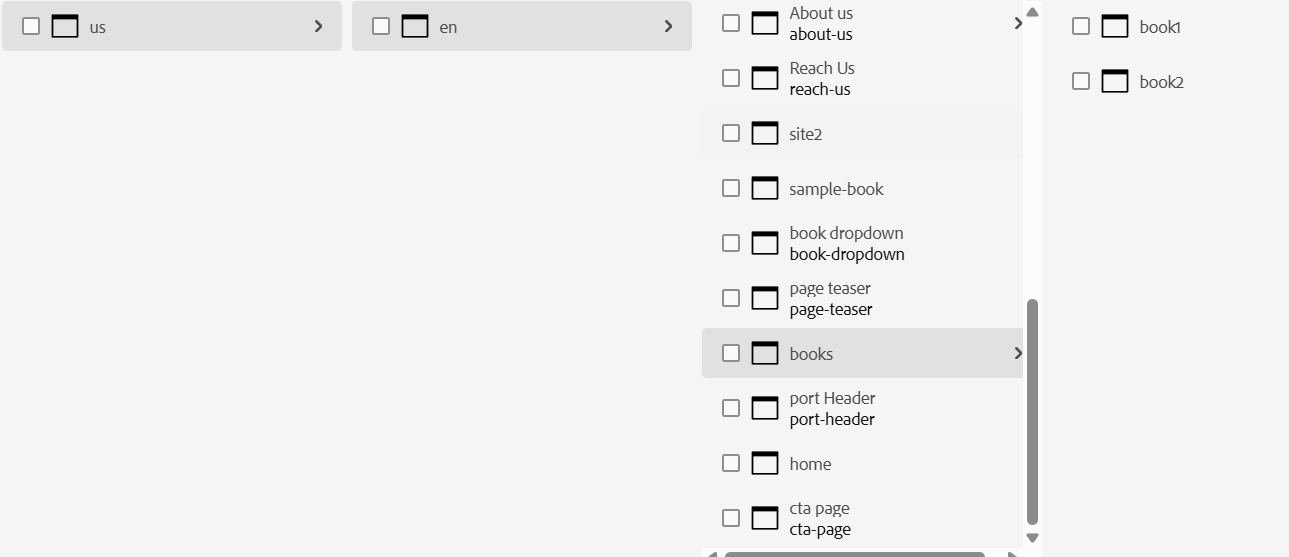 us
en
About us
about-us
Reach Us
reach-us
site2
sample-book
book dropdown
book-dropdown
page teaser
page-teaser
books
port Header
port-header
home
cta page
cta-page
book1
book2